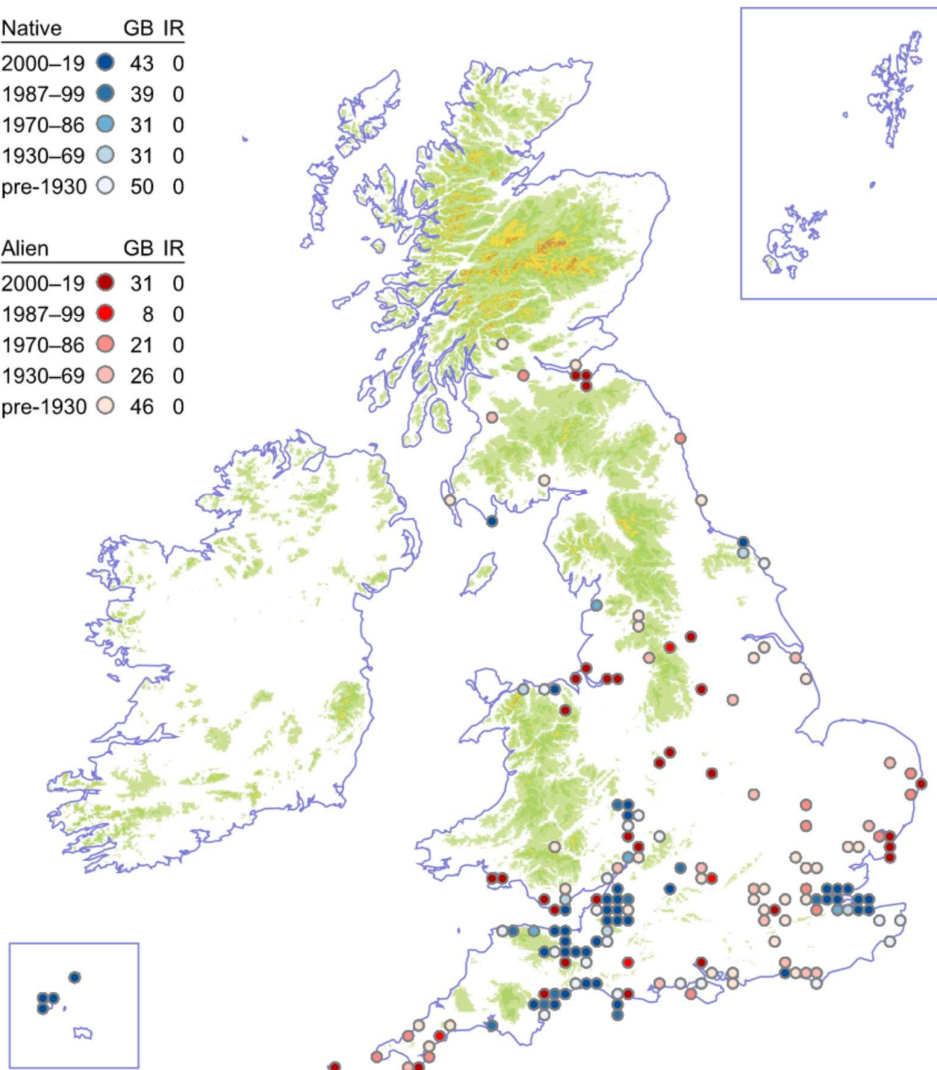 Native GB IR
2000–19 43 0
1987–99 39 0
1970–86 31 0
1930–69 31 0
pre-1930 50 0
Alien GB IR
2000–19 31 0
1987–99 8 0
1970–86 21 0
1930–69 26 0
pre-1930 46 0